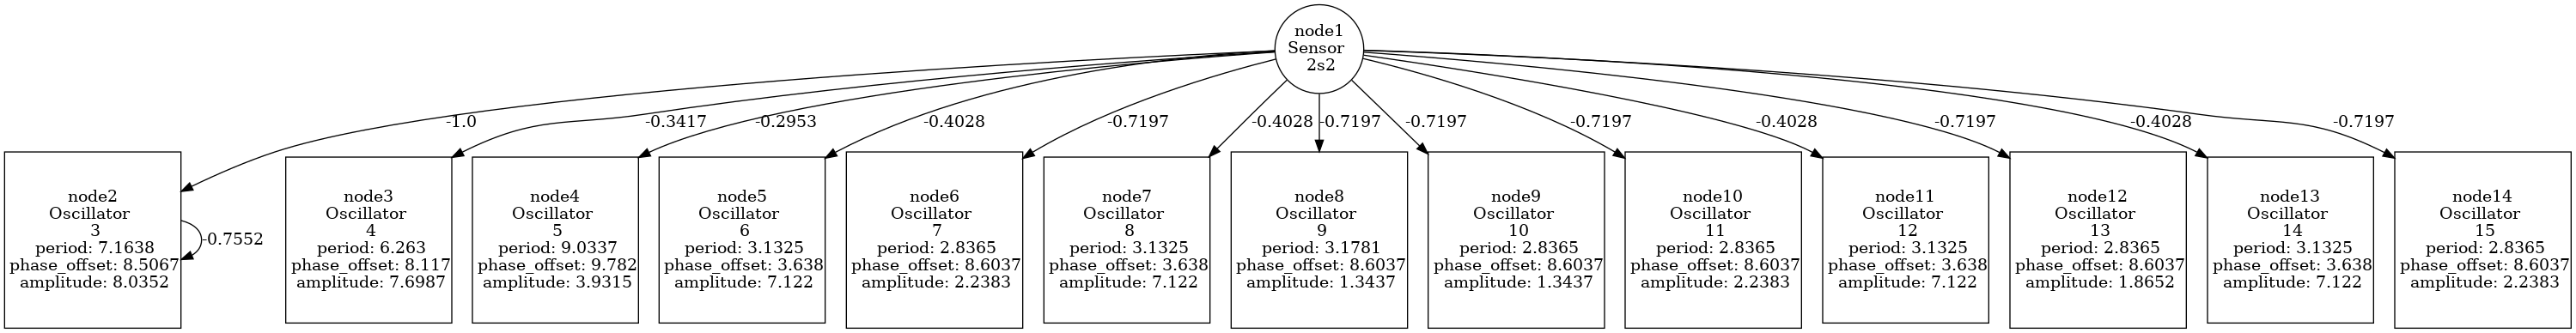 node1
Sensor
2s2
-1.0
-0.3417
-0.2953
-0.4028
-0.7197
-0.4028
-0.7197
-0.7197
-0.7197
-0.4028
-0.7197
-0.4028
-0.7197
node2
Oscillator
3
period: 7.1638
phase_offset: 8.5067
amplitude: 8.0352
-0.7552
node3
Oscillator
4
period: 6.263
phase_offset: 8.117
amplitude: 7.6987
node4
Oscillator
5
period: 9.0337
phase_offset: 9.782
amplitude: 3.9315
node5
Oscillator
6
period: 3.1325
phase_offset: 3.638
amplitude: 7.122
node6
Oscillator
7
period: 2.8365
phase_offset: 8.6037
amplitude: 2.2383
node7
Oscillator
8
period: 3.1325
phase_offset: 3.638
amplitude: 7.122
node8
Oscillator
9
period: 3.1781
phase_offset: 8.6037
amplitude: 1.3437
node9
Oscillator
10
period: 2.8365
phase_offset: 8.6037
amplitude: 1.3437
node10
Oscillator
11
period: 2.8365
phase_offset: 8.6037
amplitude: 2.2383
node11
Oscillator
12
period: 3.1325
phase_offset: 3.638
amplitude: 7.122
node12
Oscillator
13
period: 2.8365
phase_offset: 8.6037
amplitude: 1.8652
node13
Oscillator
14
period: 3.1325
phase_offset: 3.638
amplitude: 7.122
node14
Oscillator
15
period: 2.8365
phase_offset: 8.6037
amplitude: 2.2383